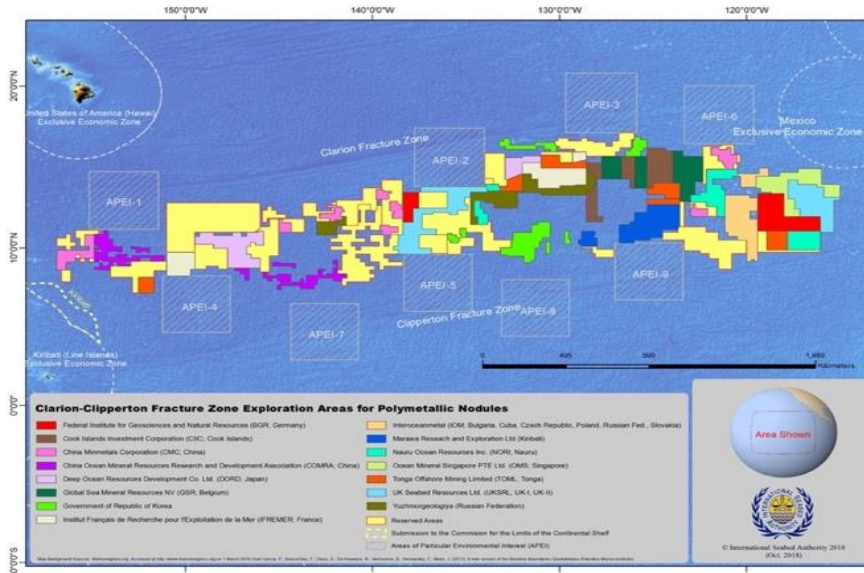 150°0'0"W 140°0'0"W 130°0'0"W 120°0'0"W
20°0'0"N
10°0'0"N
0°0'0"
10°0'0"S
United States of America (Hawaii)
Exclusive Economic Zone
Mexico
Exclusive Economic Zone
Clarion Fracture Zone
Clipperton Fracture Zone
APEI-1
APEI-2
APEI-3
APEI-4
APEI-5
APEI-6
APEI-7
APEI-8
APEI-9
Kiribati
Kiribati (Line Islands)
Exclusive Economic Zone
0 495
Kilometers
Clarion-Clipperton Fracture Zone Exploration Areas for Polymetallic Nodules
Federal Institute for Geosciences and Natural Resources (BGR; Germany)
Cook Islands Investment Corporation (CIIC; Cook Islands)
China Minmetals Corporation (CMC; China)
China Ocean Mineral Resources Research and Development Association (COMRA; China)
Deep Ocean Resources Development Co. Ltd. (DORD; Japan)
Global Sea Mineral Resources NV (GSR; Belgium)
Government of Republic of Korea
Institut Français de Recherche pour l'Exploitation de la Mer (IFREMER; France)
Interoceanmetal (IOM; Bulgaria, Cuba, Czech Republic, Poland, Russian Fed., Slovakia)
Marawa Reseach and Exploration Ltd (Kiribati)
Nauru Ocean Resources Inc. (NORI; Nauru)
Ocean Mineral Singapore PTE Ltd. (OMS; Singapore)
Tonga Offshore Mining Limited (TOML; Tonga)
UK Seabed Resources Ltd. (UKSRL; UK-I, UK-II)
Yuzhmorgeologiya (Russian Federation)
Reserved Areas
Submission to the Commission for the Limits of the Continental Shelf
Areas of Particular Environmental Interest (APEI)
Area Shown
INTERNATIONAL SEABED AUTHORITY
© International Seabed Authority 2018
(Oct. 2018)